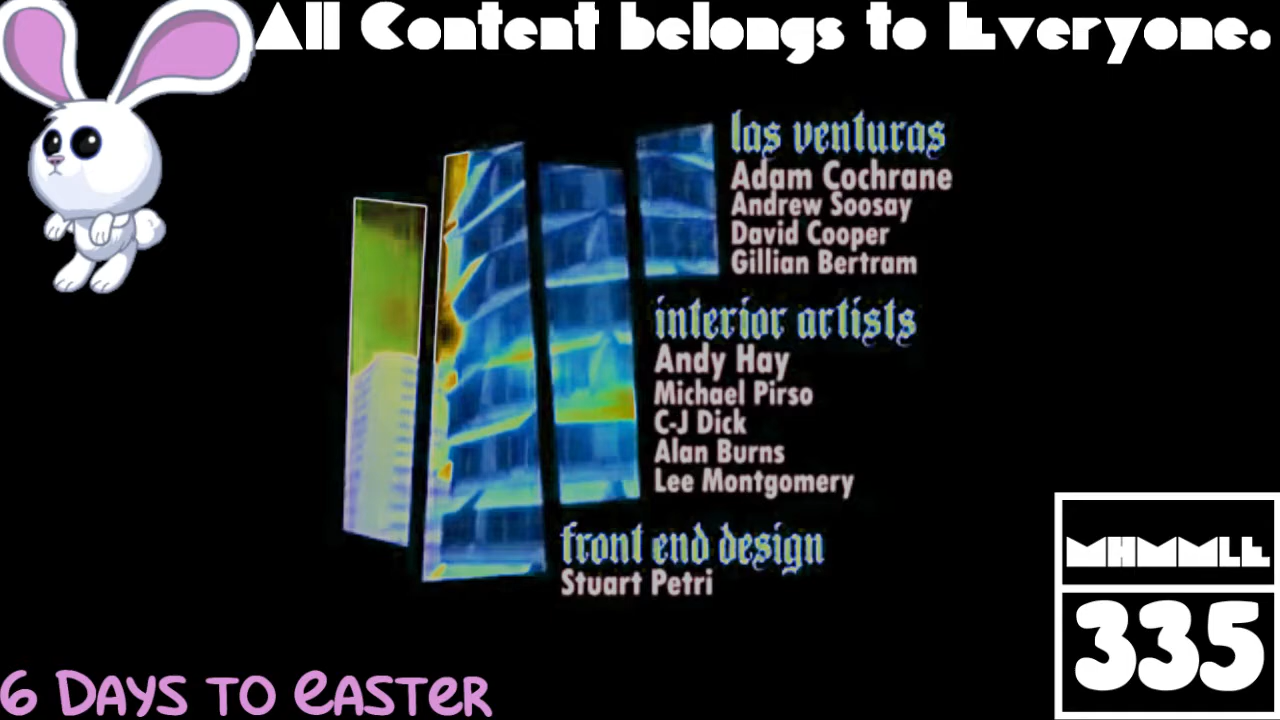 All Content belongs to Everyone.
las venturas
Adam Cochrane
Andrew Soosay
David Cooper
Gillian Bertram
interior artists
Andy Hay
Michael Pirso
C-J Dick
Alan Burns
Lee Montgomery
front end design
Stuart Petri
MHMMLE
335
6 Days to Easter